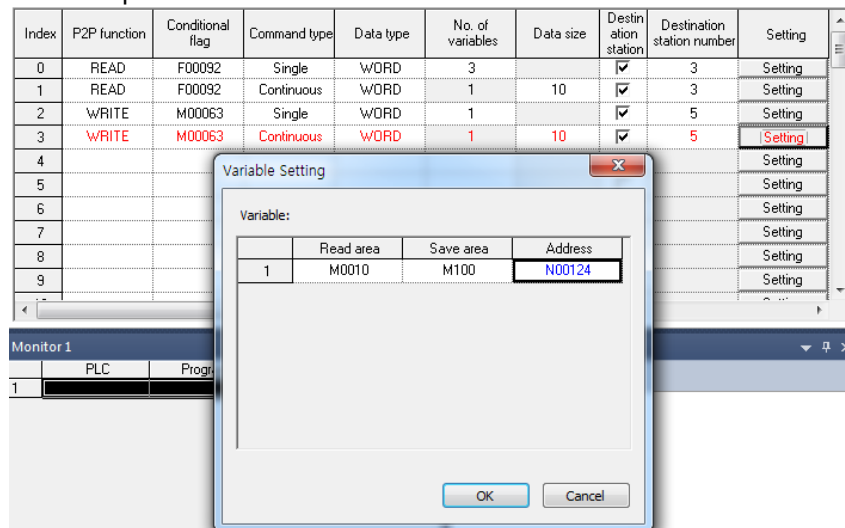 Index P2P function Conditional flag Command type Data type No. of variables Data size Destin ation station Destination station number Setting
0 READ F00092 Single WORD 3 3 Setting
1 READ F00092 Continuous WORD 1 10 3 Setting
2 WRITE M00063 Single WORD 1 5 Setting
3 WRITE M00063 Continuous WORD 1 10 5 Setting
4 Setting
5 Setting
6 Setting
7 Setting
8 Setting
9 Setting
Variable Setting
Variable:
Read area Save area Address
1 M0010 M100 N00124
OK Cancel
Monitor 1
PLC Progr
1